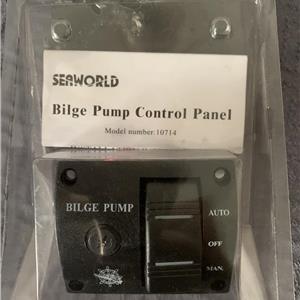 SEAWORLD
Bilge Pump Control Panel
Model number:10714
BILGE PUMP
AUTO
OFF
MAN.